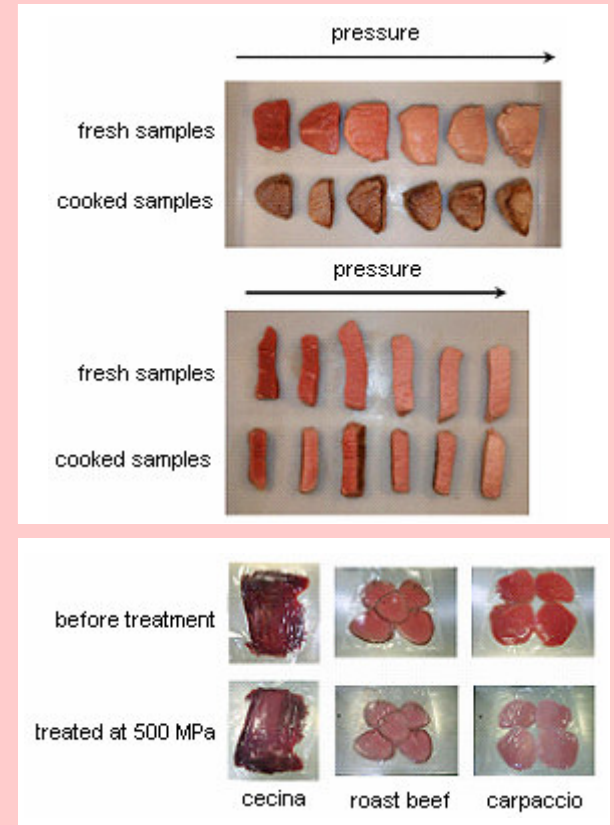 pressure
fresh samples
cooked samples
pressure
fresh samples
cooked samples
before treatment
treated at 500 MPa
cecina roast beef carpaccio